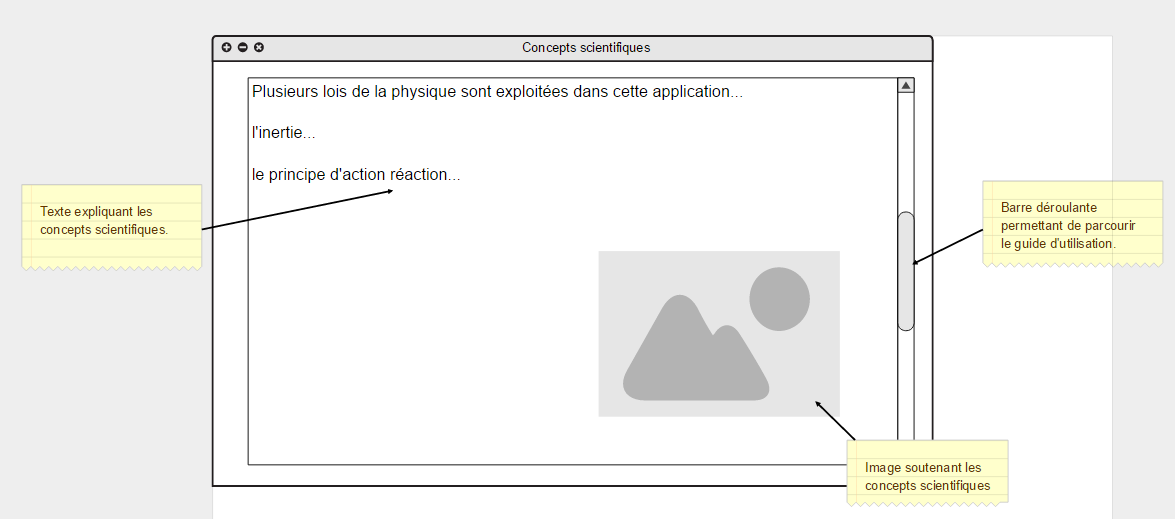 Concepts scientifiques
Plusieurs lois de la physique sont exploitées dans cette application...
l'inertie...
le principe d'action réaction...
Texte expliquant les
concepts scientifiques.
Barre déroulante
permettant de parcourir
le guide d'utilisation.
Image soutenant les
concepts scientifiques